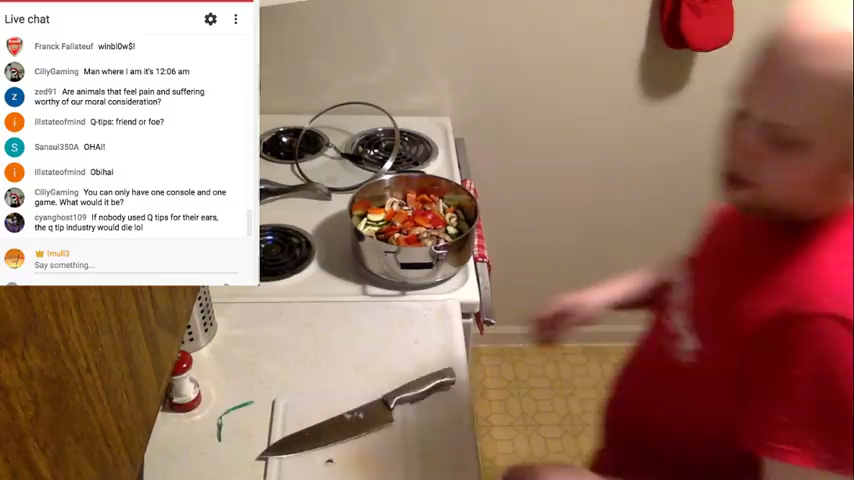 Live chat
Franck Fallateuf winbl0w$!
CillyGaming Man where I am it's 12:06 am
zed91 Are animals that feel pain and suffering
worthy of our moral consideration?
illstateofmind Q-tips: friend or foe?
Sansui350A OHA!!
illstateofmind Obihai
CillyGaming You can only have one console and one
game. What would it be?
cyanghost109 If nobody used Q tips for their ears,
the q tip industry would die lol
lmull3
Say something...